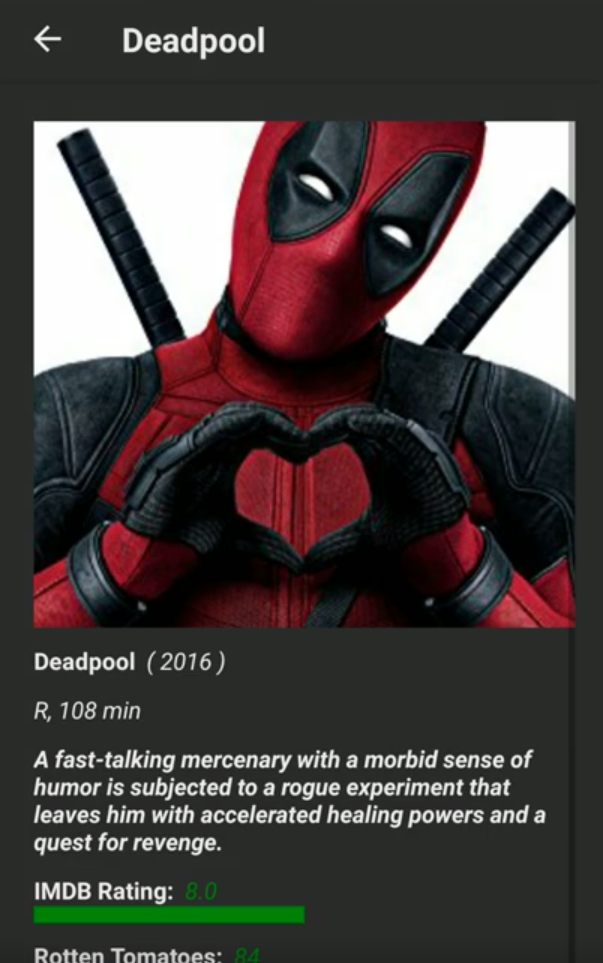 Deadpool
Deadpool ( 2016 )
R, 108 min
A fast-talking mercenary with a morbid sense of
humor is subjected to a rogue experiment that
leaves him with accelerated healing powers and a
quest for revenge.
IMDB Rating: 8.0
Rotten Tomatoes: 84